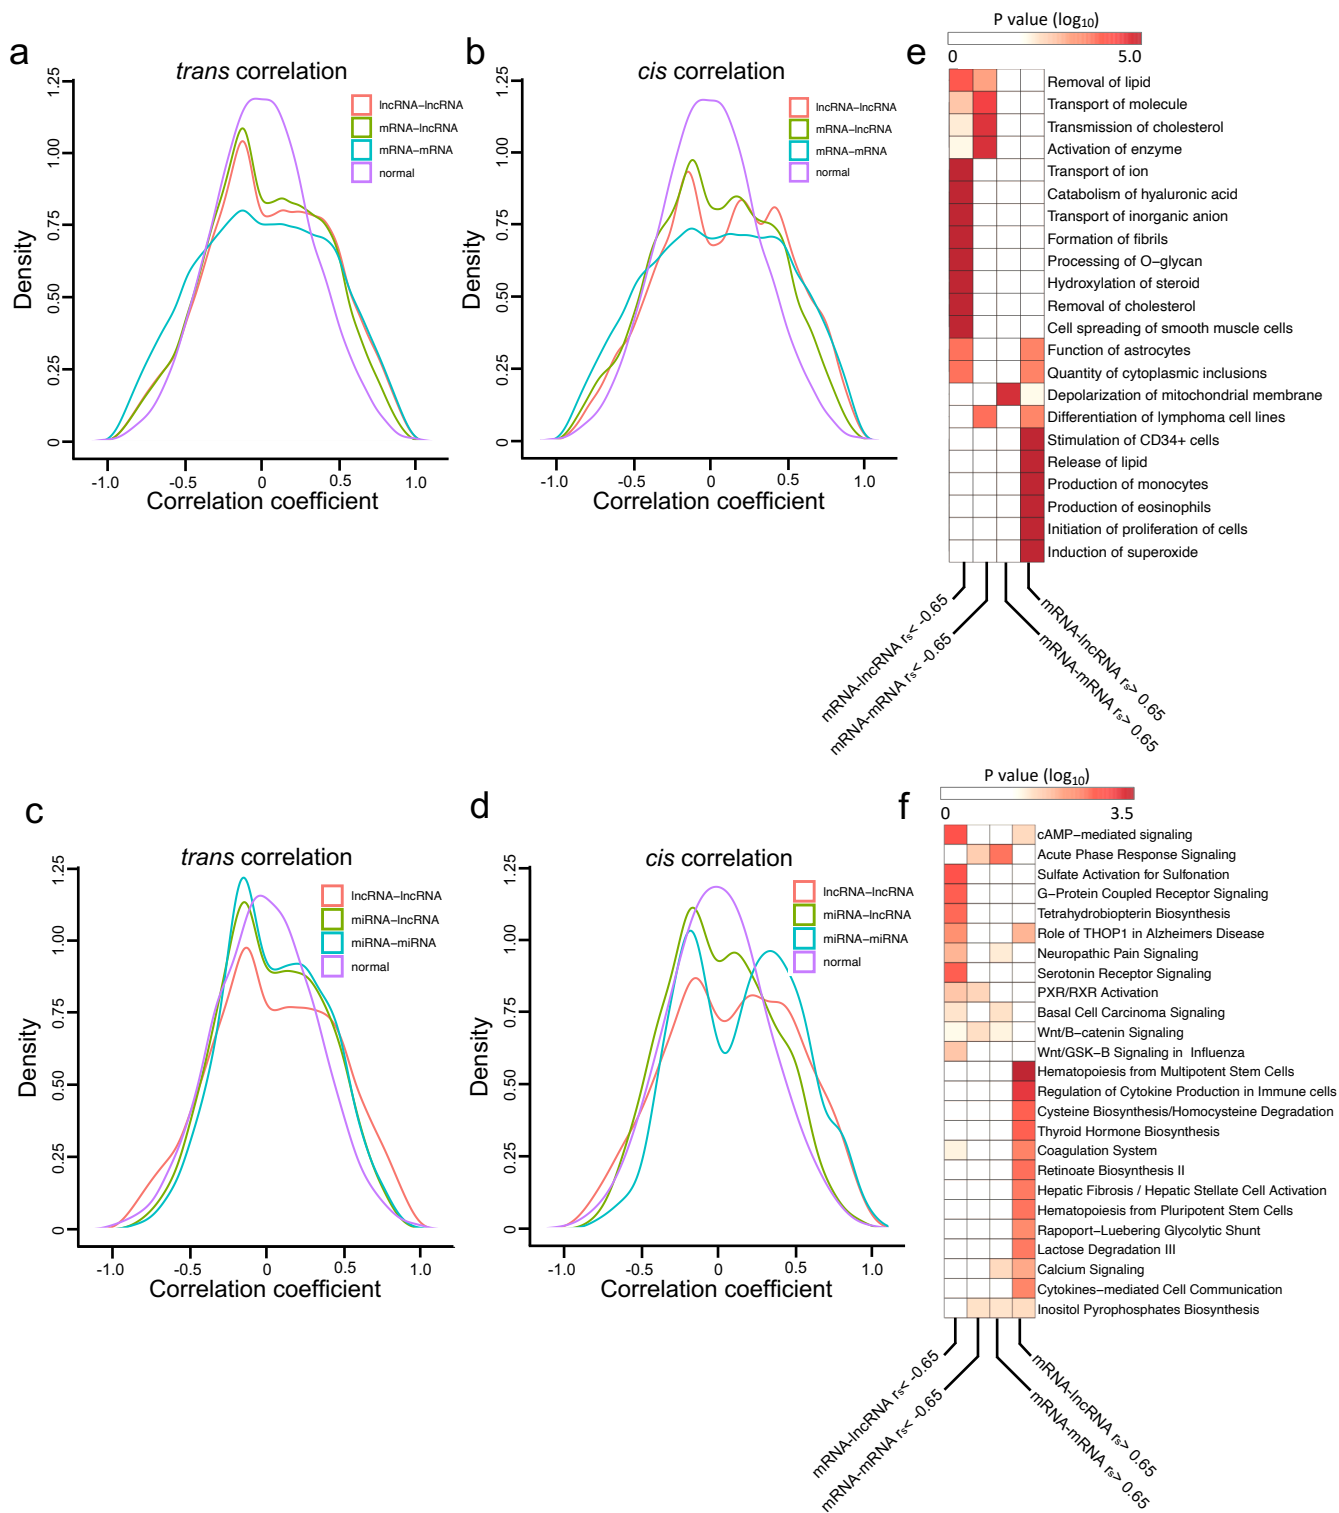 a
trans correlation
1.25
1.00
0.75
0.50
0.25
0
Density
lncRNA–lncRNA
mRNA–lncRNA
mRNA–mRNA
normal
-1.0
-0.5
0
0.5
1.0
Correlation coefficient
b
cis correlation
1.25
1.00
0.75
0.50
0.25
0
Density
lncRNA–lncRNA
mRNA–lncRNA
mRNA–mRNA
normal
-1.0
-0.5
0
0.5
1.0
Correlation coefficient
e
P value (log10)
0
5.0
Removal of lipid
Transport of molecule
Transmission of cholesterol
Activation of enzyme
Transport of ion
Catabolism of hyaluronic acid
Transport of inorganic anion
Formation of fibrils
Processing of O–glycan
Hydroxylation of steroid
Removal of cholesterol
Cell spreading of smooth muscle cells
Function of astrocytes
Quantity of cytoplasmic inclusions
Depolarization of mitochondrial membrane
Differentiation of lymphoma cell lines
Stimulation of CD34+ cells
Release of lipid
Production of monocytes
Production of eosinophils
Initiation of proliferation of cells
Induction of superoxide
mRNA-lncRNA rs< -0.65
mRNA-mRNA rs< -0.65
mRNA-mRNA rs> 0.65
mRNA-lncRNA rs> 0.65
c
trans correlation
1.25
1.00
0.75
0.50
0.25
0
Density
lncRNA–lncRNA
miRNA–lncRNA
miRNA–miRNA
normal
-1.0
-0.5
0
0.5
1.0
Correlation coefficient
d
cis correlation
1.25
1.00
0.75
0.50
0.25
0
Density
lncRNA–lncRNA
miRNA–lncRNA
miRNA–miRNA
normal
-1.0
-0.5
0
0.5
1.0
Correlation coefficient
f
P value (log10)
0
3.5
cAMP–mediated signaling
Acute Phase Response Signaling
Sulfate Activation for Sulfonation
G–Protein Coupled Receptor Signaling
Tetrahydrobiopterin Biosynthesis
Role of THOP1 in Alzheimers Disease
Neuropathic Pain Signaling
Serotonin Receptor Signaling
PXR/RXR Activation
Basal Cell Carcinoma Signaling
Wnt/B–catenin Signaling
Wnt/GSK–B Signaling in Influenza
Hematopoiesis from Multipotent Stem Cells
Regulation of Cytokine Production in Immune cells
Cysteine Biosynthesis/Homocysteine Degradation
Thyroid Hormone Biosynthesis
Coagulation System
Retinoate Biosynthesis II
Hepatic Fibrosis / Hepatic Stellate Cell Activation
Hematopoiesis from Pluripotent Stem Cells
Rapoport–Luebering Glycolytic Shunt
Lactose Degradation III
Calcium Signaling
Cytokines–mediated Cell Communication
Inositol Pyrophosphates Biosynthesis
mRNA-lncRNA rs< -0.65
mRNA-mRNA rs< -0.65
mRNA-mRNA rs> 0.65
mRNA-lncRNA rs> 0.65